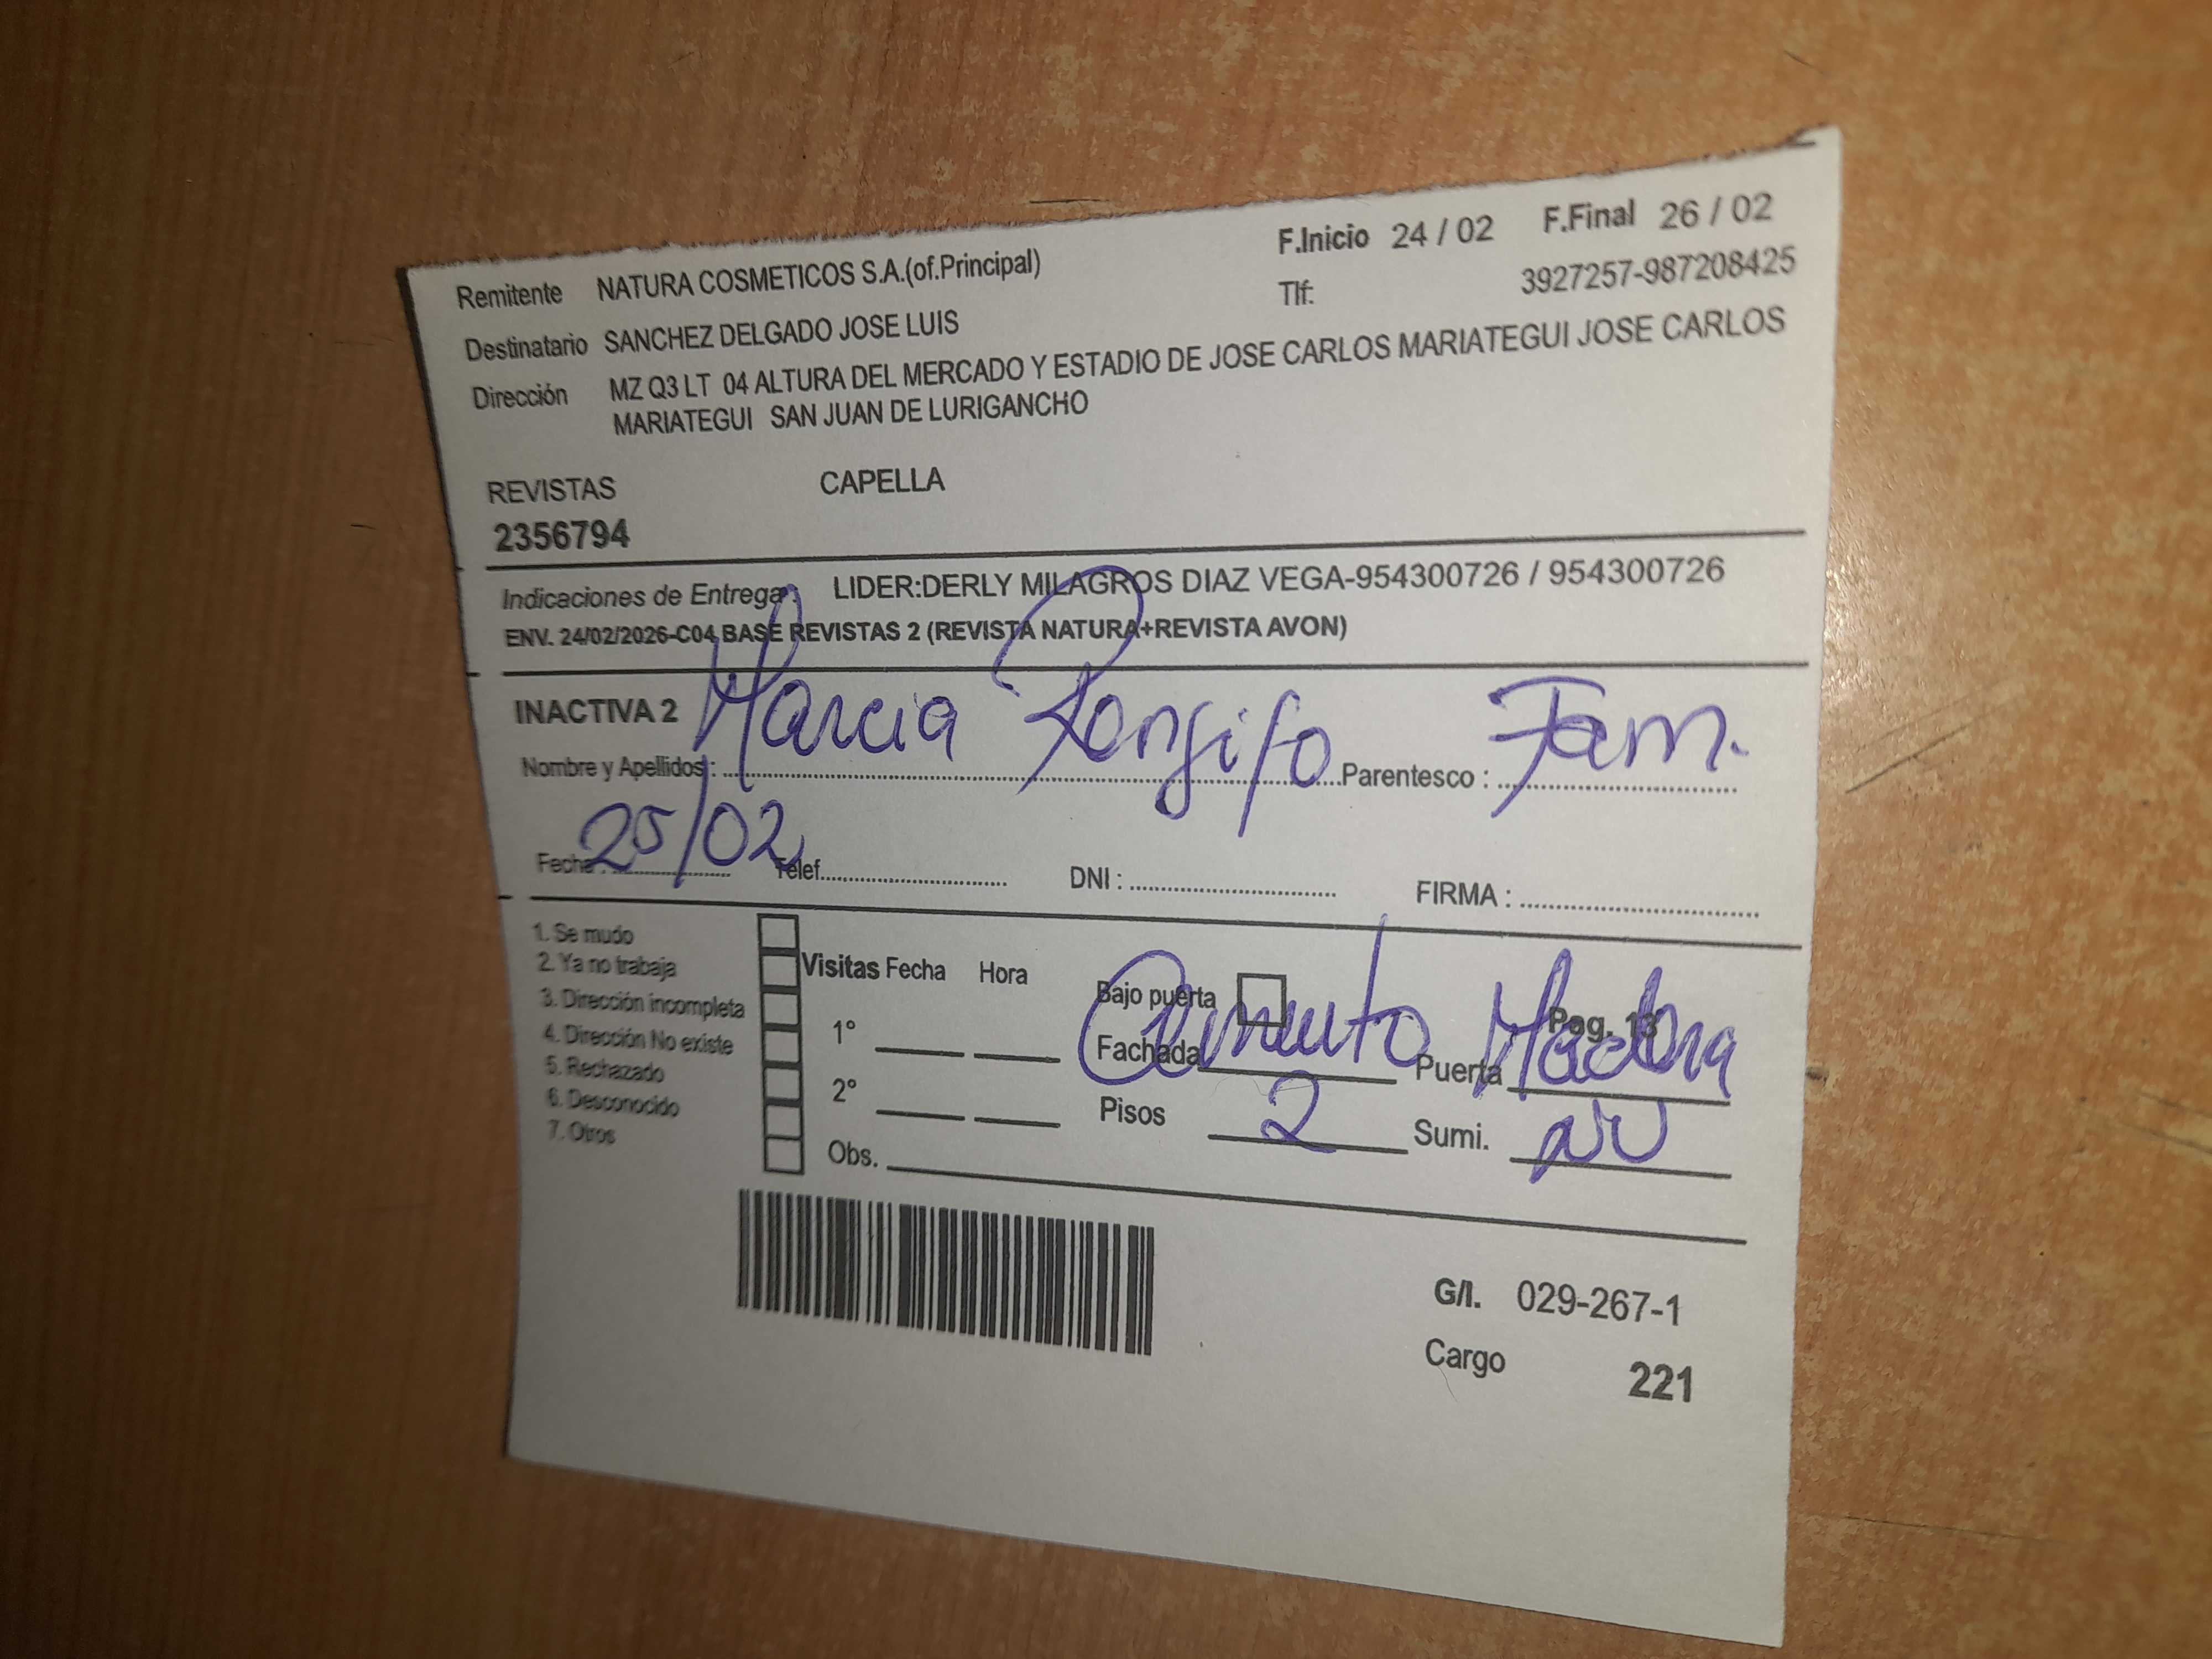 Remitente NATURA COSMETICOS S.A.(of.Principal) F.Inicio 24 / 02 F.Final 26 / 02
Destinatario SANCHEZ DELGADO JOSE LUIS Tlf: 3927257-987208425
Dirección MZ Q3 LT 04 ALTURA DEL MERCADO Y ESTADIO DE JOSE CARLOS MARIATEGUI JOSE CARLOS
MARIATEGUI SAN JUAN DE LURIGANCHO
REVISTAS CAPELLA
2356794
Indicaciones de Entrega : LIDER:DERLY MILAGROS DIAZ VEGA-954300726 / 954300726
ENV. 24/02/2026-C04 BASE REVISTAS 2 (REVISTA NATURA+REVISTA AVON)
INACTIVA 2
Nombre y Apellidos : Marcia Rengifo Parentesco : Fam.
Fecha : 25/02 Telef. DNI : FIRMA :
1. Se mudo
2. Ya no trabaja Visitas Fecha Hora Bajo puerta Pag. 13
3. Dirección incompleta
4. Dirección No existe 1° Fachada Cemento Puerta
5. Rechazado
6. Desconocido 2° Pisos 2 Sumi.
7. Otros Obs.
G/I. 029-267-1
Cargo 221